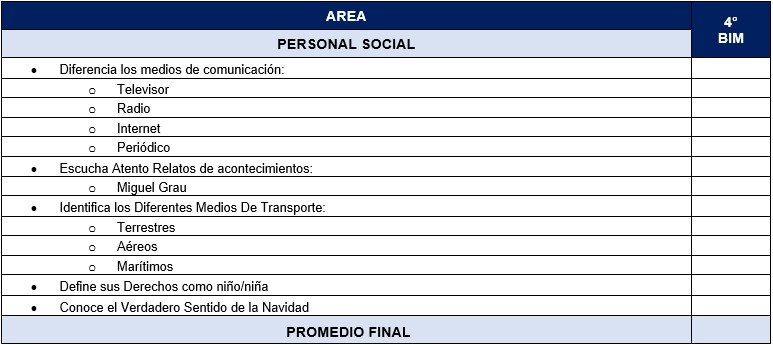 AREA
4°
BIM
PERSONAL SOCIAL
• Diferencia los medios de comunicación:
o Televisor
o Radio
o Internet
o Periódico
• Escucha Atento Relatos de acontecimientos:
o Miguel Grau
• Identifica los Diferentes Medios De Transporte:
o Terrestres
o Aéreos
o Marítimos
• Define sus Derechos como niño/niña
• Conoce el Verdadero Sentido de la Navidad
PROMEDIO FINAL